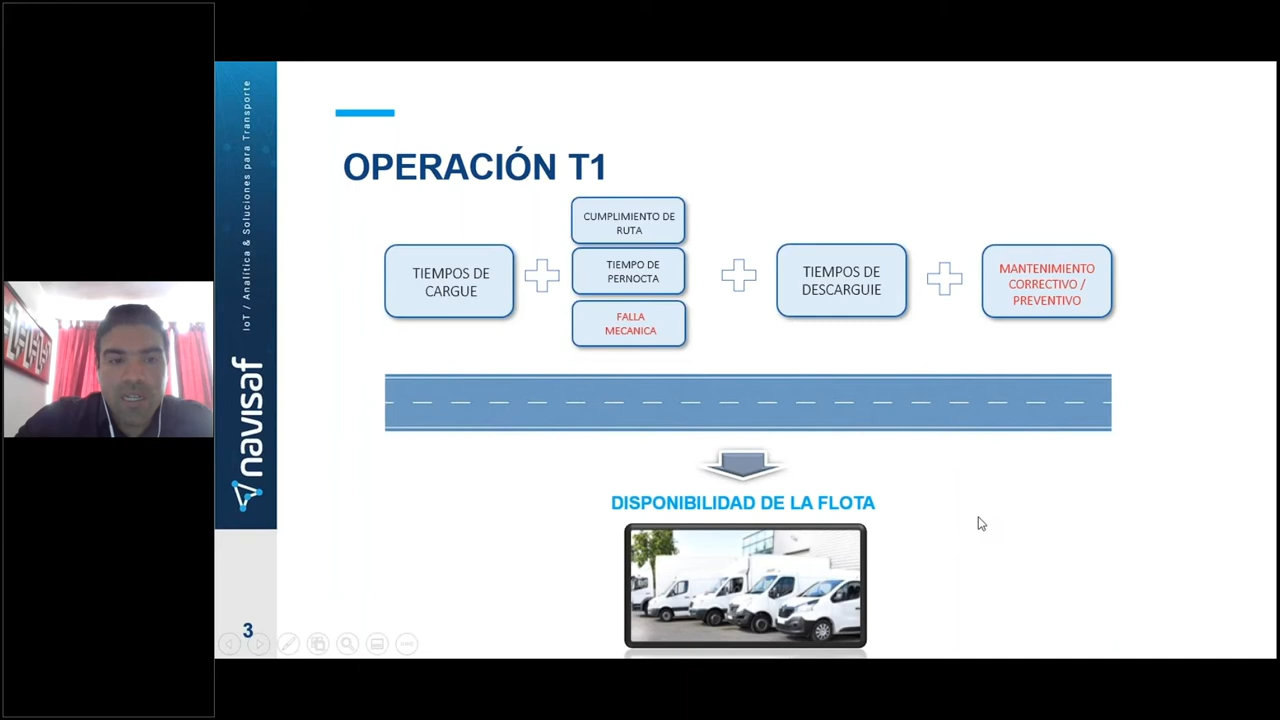 IoT / Analítica & Soluciones para Transporte
navisaf
OPERACIÓN T1
TIEMPOS DE
CARGUE
CUMPLIMIENTO DE
RUTA
TIEMPO DE
PERNOCTA
FALLA
MECANICA
TIEMPOS DE
DESCARGUIE
MANTENIMIENTO
CORRECTIVO /
PREVENTIVO
DISPONIBILIDAD DE LA FLOTA
3